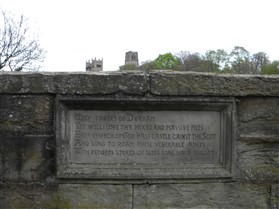 GREY TOWERS OF DURHAM
YET WELL I LOVE THY MIXED AND MASSIVE PILES
HALF CHURCH OF GOD HALF CASTLE GAINST THE SCOT
AND LONG TO ROAM THESE VENERABLE AISLES
WITH RECORDS STORED OF DEEDS LONG SINCE FORGOT